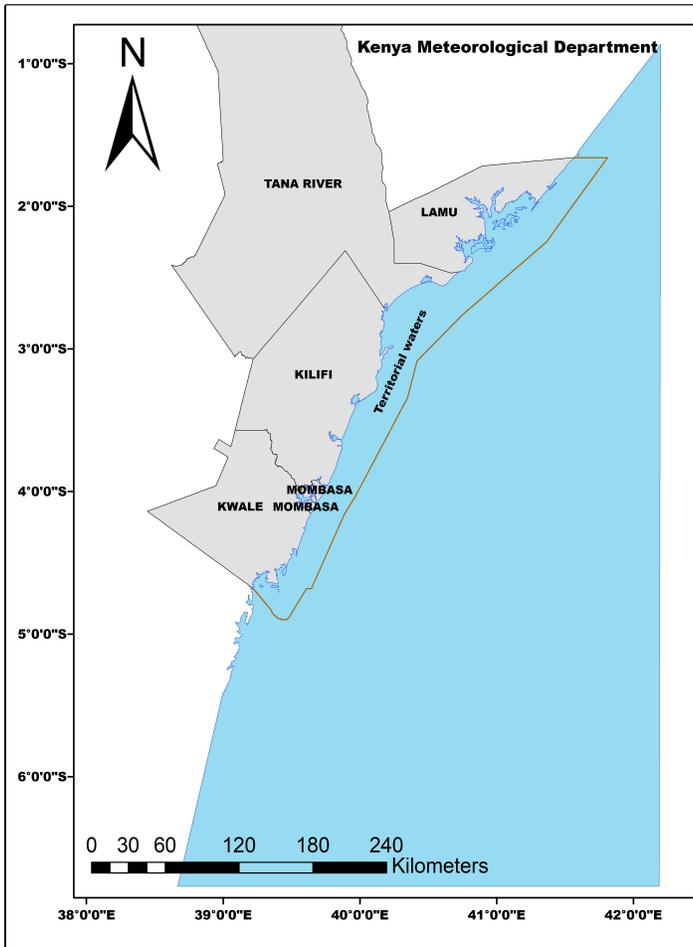 Kenya Meteorological Department
N
1°0'0"S
TANA RIVER
2°0'0"S
LAMU
3°0'0"S
Territorial waters
KILIFI
4°0'0"S
MOMBASA
KWALE MOMBASA
5°0'0"S
6°0'0"S
0 30 60 120 180 240
Kilometers
38°0'0"E 39°0'0"E 40°0'0"E 41°0'0"E 42°0'0"E